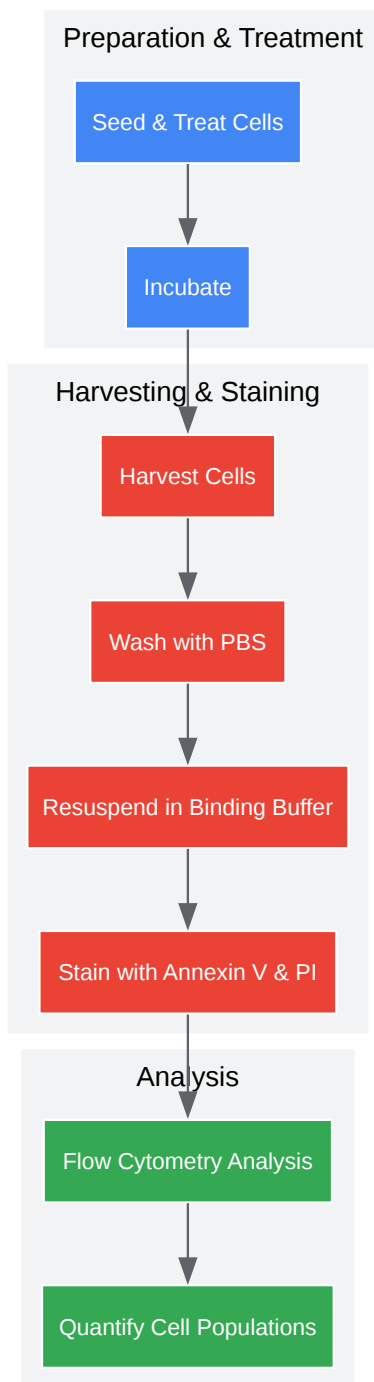 Preparation & Treatment
Seed & Treat Cells
Incubate
Harvesting & Staining
Harvest Cells
Wash with PBS
Resuspend in Binding Buffer
Stain with Annexin V & PI
Analysis
Flow Cytometry Analysis
Quantify Cell Populations